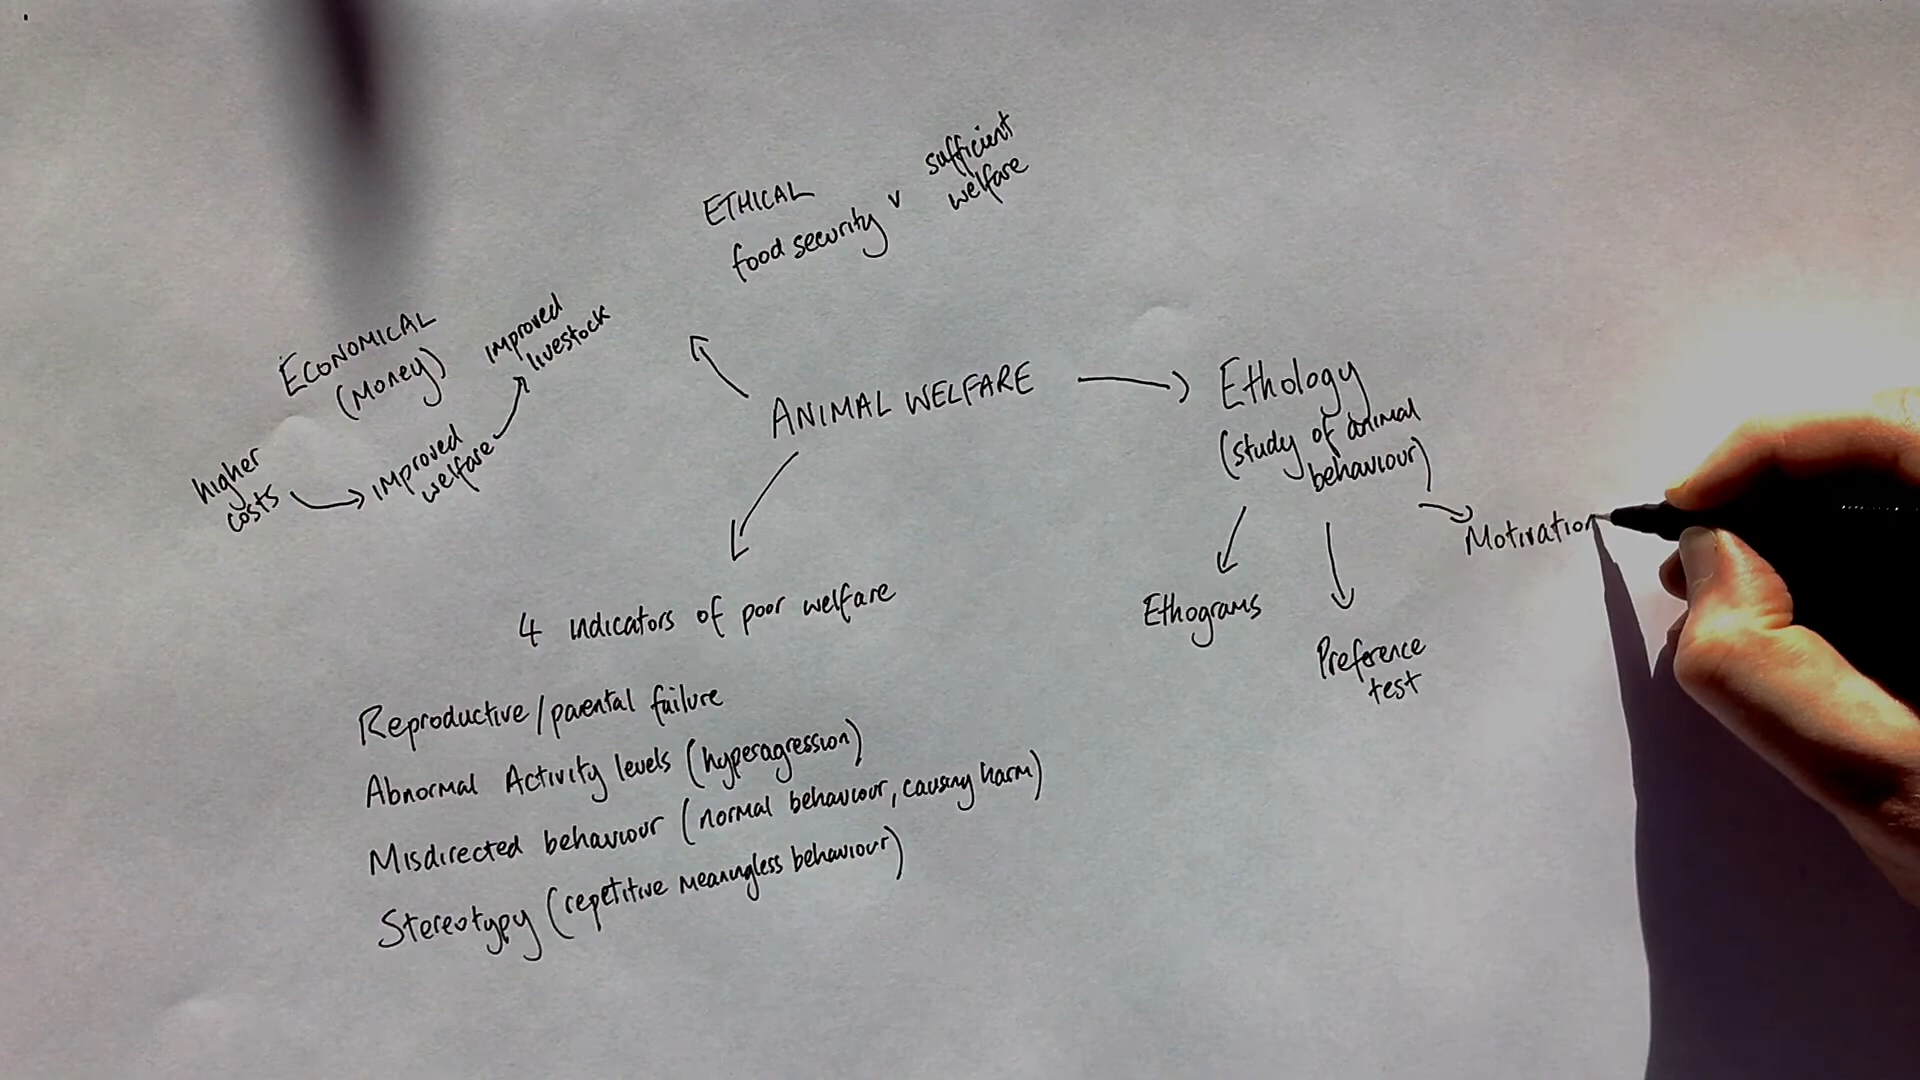 ETHICAL
food security v sufficient
welfare
ECONOMICAL
(Money)
higher
costs
improved
welfare
improved
livestock
ANIMAL WELFARE
Ethology
(study of animal
behaviour)
Ethograms
Preference
test
Motivation
4 indicators of poor welfare
Reproductive/parental failure
Abnormal Activity levels (hyperagression)
Misdirected behaviour (normal behaviour, causing harm)
Stereotypy (repetitive meaningless behaviour)